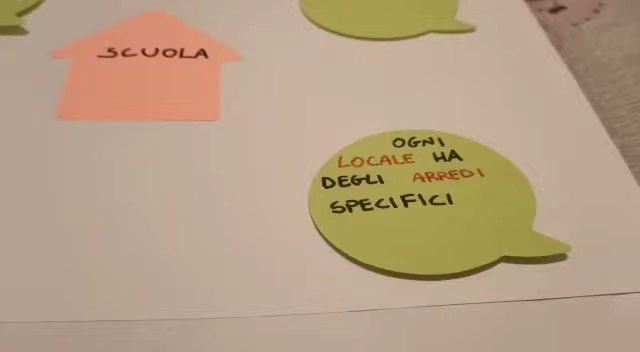 SCUOLA
OGNI
LOCALE HA
DEGLI ARREDI
SPECIFICI